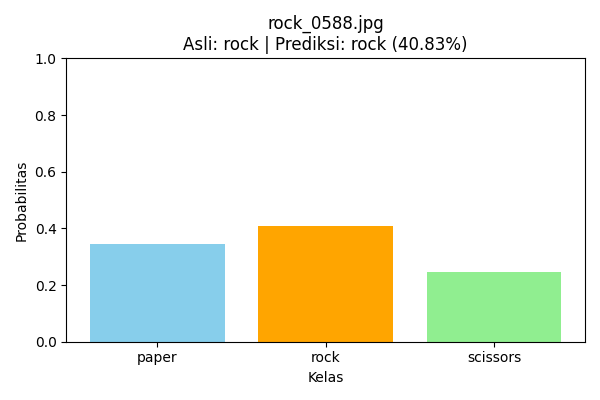 rock_0588.jpg
Asli: rock | Prediksi: rock (40.83%)
1.0
0.8
0.6
0.4
0.2
0.0
Probabilitas
paper rock scissors
Kelas